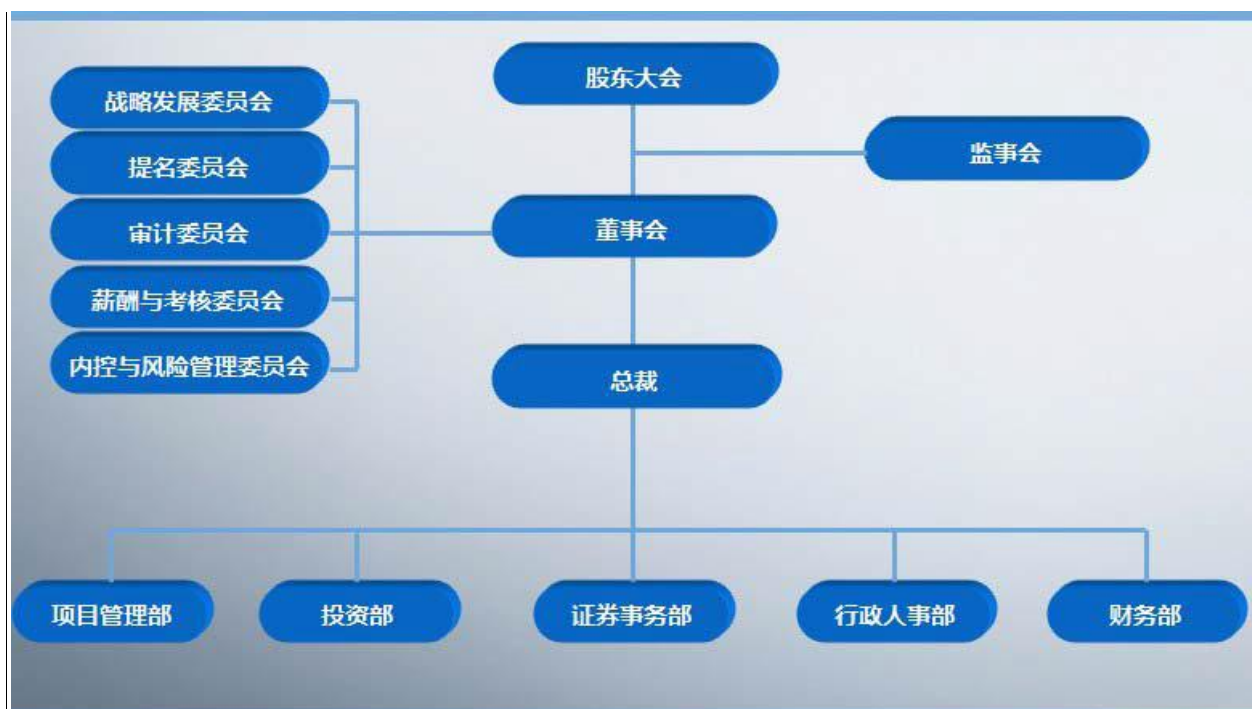 股东大会
监事会
董事会
战略发展委员会
提名委员会
审计委员会
薪酬与考核委员会
内控与风险管理委员会
总裁
项目管理部
投资部
证券事务部
行政人事部
财务部